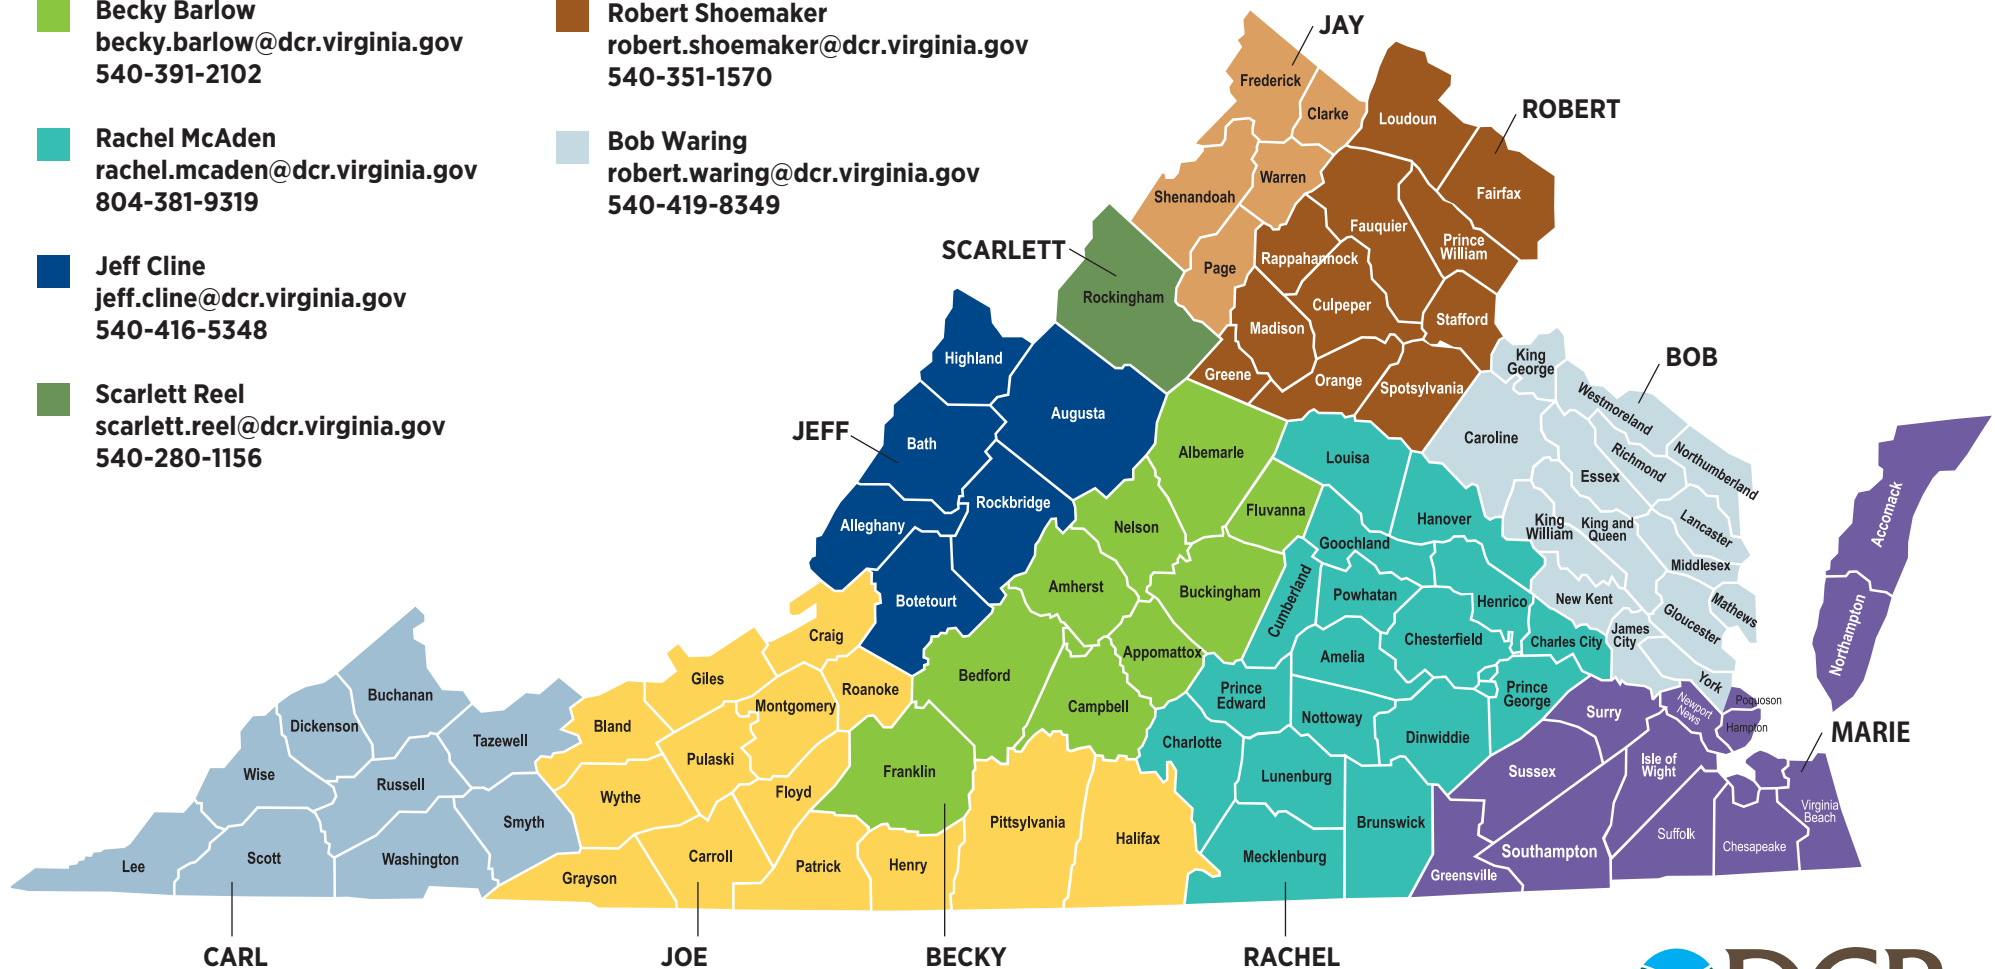 Becky Barlow
becky.barlow@dcr.virginia.gov
540-391-2102
Rachel McAden
rachel.mcaden@dcr.virginia.gov
804-381-9319
Jeff Cline
jeff.cline@dcr.virginia.gov
540-416-5348
Scarlett Reel
scarlett.reel@dcr.virginia.gov
540-280-1156
Robert Shoemaker
robert.shoemaker@dcr.virginia.gov
540-351-1570
Bob Waring
robert.waring@dcr.virginia.gov
540-419-8349
JAY
Frederick
Clarke
Loudoun
ROBERT
Warren
Shenandoah
Fairfax
Fauquier
Prince
William
SCARLETT
Page
Rappahannock
Rockingham
Culpeper
Stafford
Madison
Highland
King
George
BOB
Greene
Orange
Spotsylvania
Westmoreland
Augusta
JEFF
Bath
Albemarle
Louisa
Caroline
Richmond
Northumberland
Essex
Rockbridge
Alleghany
Nelson
Fluvanna
Hanover
King
William
King and
Queen
Lancaster
Accomack
Goochland
Middlesex
Amherst
Buckingham
Cumberland
Powhatan
Henrico
New Kent
Mathews
Botetourt
Gloucester
Craig
Chesterfield
Charles City
James
City
Northampton
Appomattox
Amelia
Bedford
Giles
Roanoke
Prince
Edward
Prince
George
York
Buchanan
Montgomery
Campbell
Nottoway
Surry
Newport
News
Poquoson
Hampton
Dickenson
Bland
Tazewell
Charlotte
Dinwiddie
MARIE
Pulaski
Wise
Franklin
Lunenburg
Sussex
Isle of
Wight
Russell
Wythe
Floyd
Smyth
Pittsylvania
Halifax
Brunswick
Virginia
Beach
Suffolk
Chesapeake
Lee
Scott
Washington
Carroll
Patrick
Henry
Mecklenburg
Southampton
Grayson
Greensville
CARL
JOE
BECKY
RACHEL
DCR